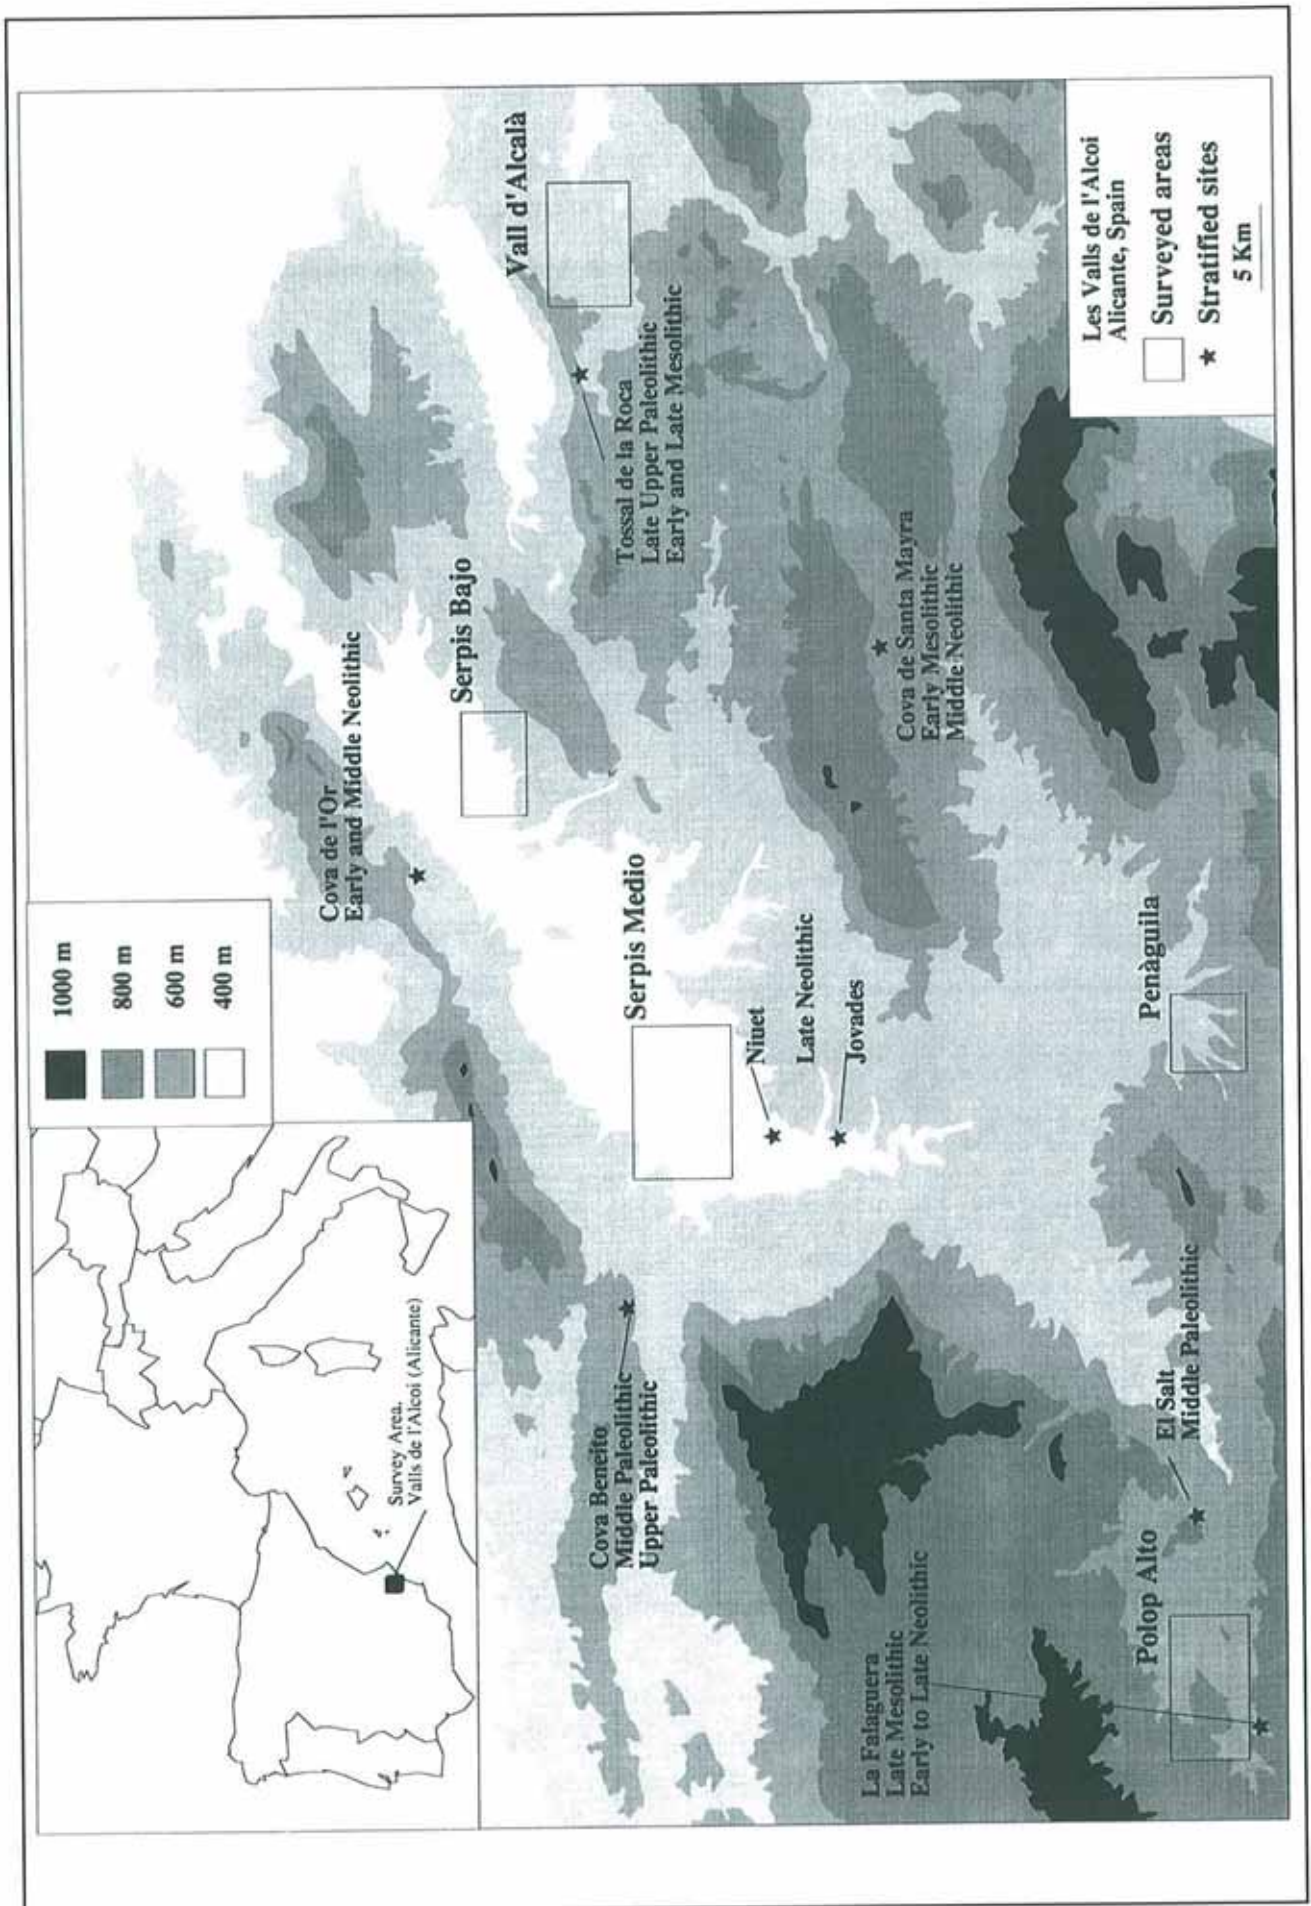 1000 m
800 m
600 m
400 m
Survey Area,
Valls de l'Alcoi (Alicante)
Cova de l'Or
Early and Middle Neolithic
Serpis Bajo
Vall d'Alcalà
Tossal de la Roca
Late Upper Paleolithic
Early and Late Mesolithic
Cova Beneito
Middle Paleolithic
Upper Paleolithic
Serpis Medio
Niuet
Late Neolithic
Jovades
Cova de Santa Mayra
Early Mesolithic
Middle Neolithic
La Falaguera
Late Mesolithic
Early to Late Neolithic
Polop Alto
El Salt
Middle Paleolithic
Penàguila
Les Valls de l'Alcoi
Alicante, Spain
Surveyed areas
Stratified sites
5 Km